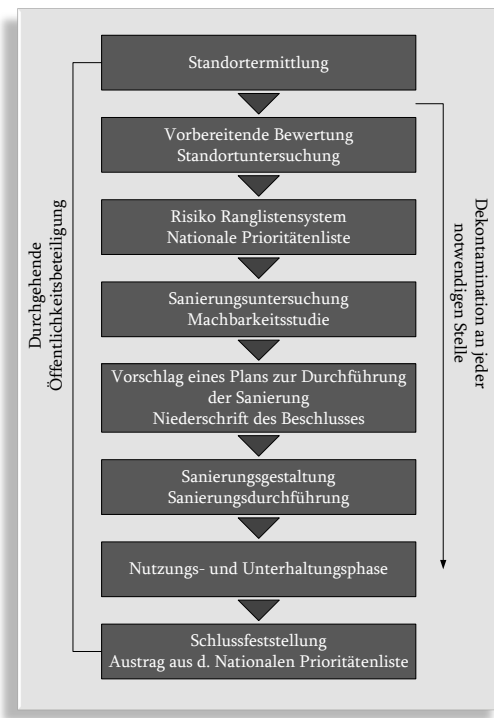 Standortermittlung
Vorbereitende Bewertung
Standortuntersuchung
Risiko Ranglistensystem
Nationale Prioritätenliste
Sanierungsuntersuchung
Machbarkeitsstudie
Vorschlag eines Plans zur Durchführung
der Sanierung
Niederschrift des Beschlusses
Sanierungsgestaltung
Sanierungsdurchführung
Nutzungs- und Unterhaltungsphase
Schlussfeststellung
Austrag aus d. Nationalen Prioritätenliste
Durchgehende
Öffentlichkeitsbeteiligung
Dekontamination an jeder
notwendigen Stelle